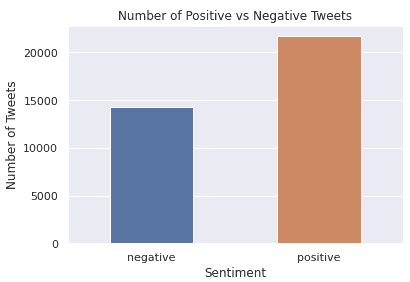 Number of Positive vs Negative Tweets
Number of Tweets
20000
15000
10000
5000
0
negative positive
Sentiment